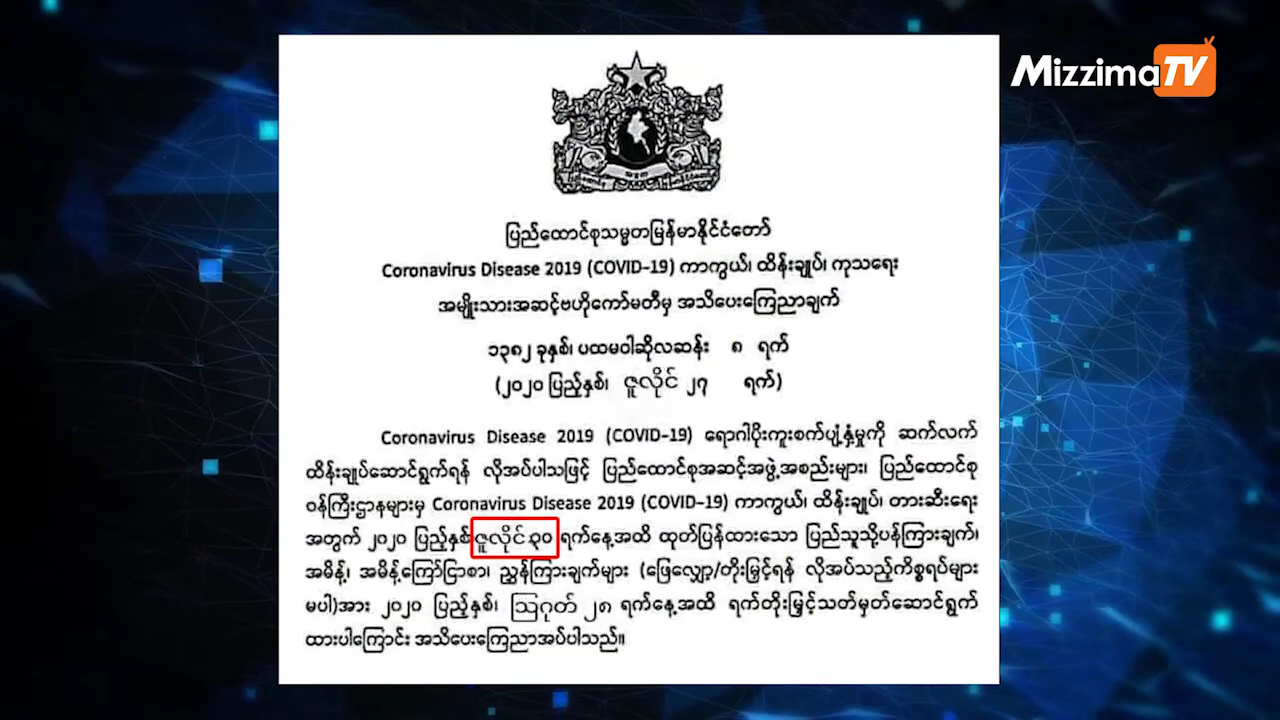 Mizzima TV
ပြည်ထောင်စုသမ္မတမြန်မာနိုင်ငံတော်
Coronavirus Disease 2019 (COVID-19) ကာကွယ်၊ ထိန်းချုပ်၊ ကုသရေး
အမျိုးသားအဆင့်ဗဟိုကော်မတီမှ အသိပေးကြေညာချက်
၁၃၈၂ ခုနှစ်၊ ပထမဝါဆိုလဆန်း ၈ ရက်
(၂၀၂၀ ပြည့်နှစ်၊ ဇူလိုင် ၂၇ ရက်)
Coronavirus Disease 2019 (COVID-19) ရောဂါပိုးကူးစက်ပျံ့နှံ့မှုကို ဆက်လက်
ထိန်းချုပ်ဆောင်ရွက်ရန် လိုအပ်ပါသဖြင့် ပြည်ထောင်စုအဆင့်အဖွဲ့အစည်းများ၊ ပြည်ထောင်စု
ဝန်ကြီးဌာနများမှ Coronavirus Disease 2019 (COVID-19) ကာကွယ်၊ ထိန်းချုပ်၊ တားဆီးရေး
အတွက် ၂၀၂၀ ပြည့်နှစ် ဇူလိုင် ၃၀ ရက်နေ့အထိ ထုတ်ပြန်ထားသော ပြည်သူသို့ပန်ကြားချက်၊
အမိန့်၊ အမိန့်ကြော်ငြာစာ၊ ညွှန်ကြားချက်များ (ဖြေလျှော့/တိုးမြှင့်ရန် လိုအပ်သည့်ကိစ္စရပ်များ
မပါ)အား ၂၀၂၀ ပြည့်နှစ်၊ ဩဂုတ် ၂၈ ရက်နေ့အထိ ရက်တိုးမြှင့်သတ်မှတ်ဆောင်ရွက်
ထားပါကြောင်း အသိပေးကြေညာအပ်ပါသည်။